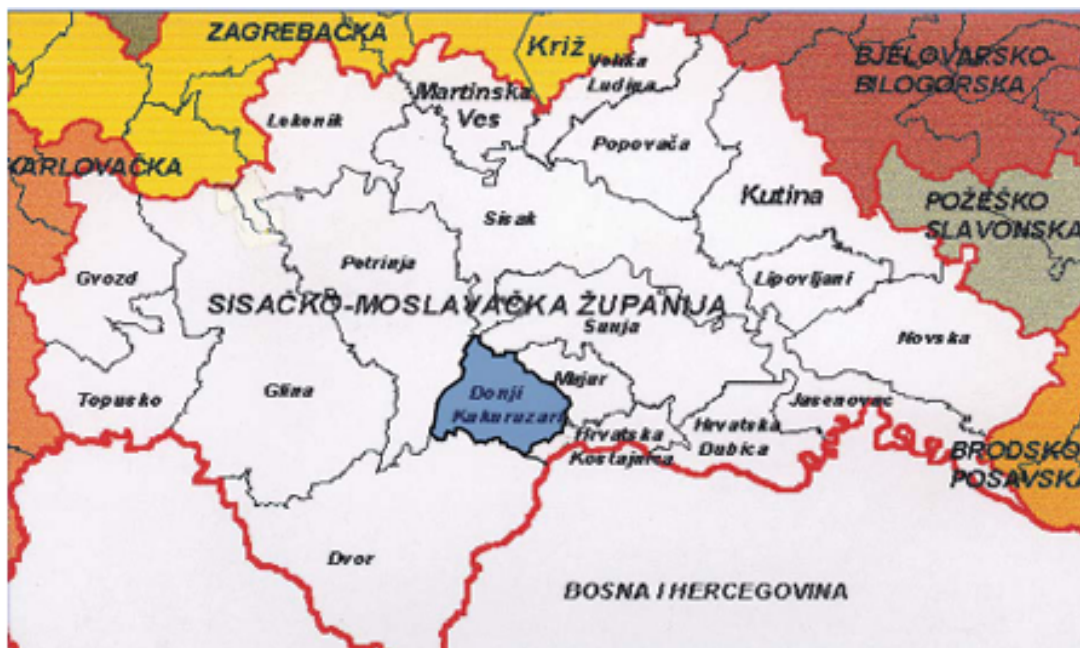 ZAGREBAČKA
Križ
Velika
Ludina
BJELOVARSKO-
BILOGORSKA
Martinska
Ves
Lekenik
Popovača
KARLOVAČKA
Kutina
POŽEŠKO
SLAVONSKA
Sisak
Petrinja
Gvozd
Lipovljani
SISAČKO-MOSLAVAČKA ŽUPANIJA
Sunja
Novska
Majur
Donji
Kukuruzari
Glina
Topusko
Jasenovac
Hrvatska
Dubica
Hrvatska
Kostajnica
BRODSKO
POSAVSKA
Dvor
BOSNA I HERCEGOVINA